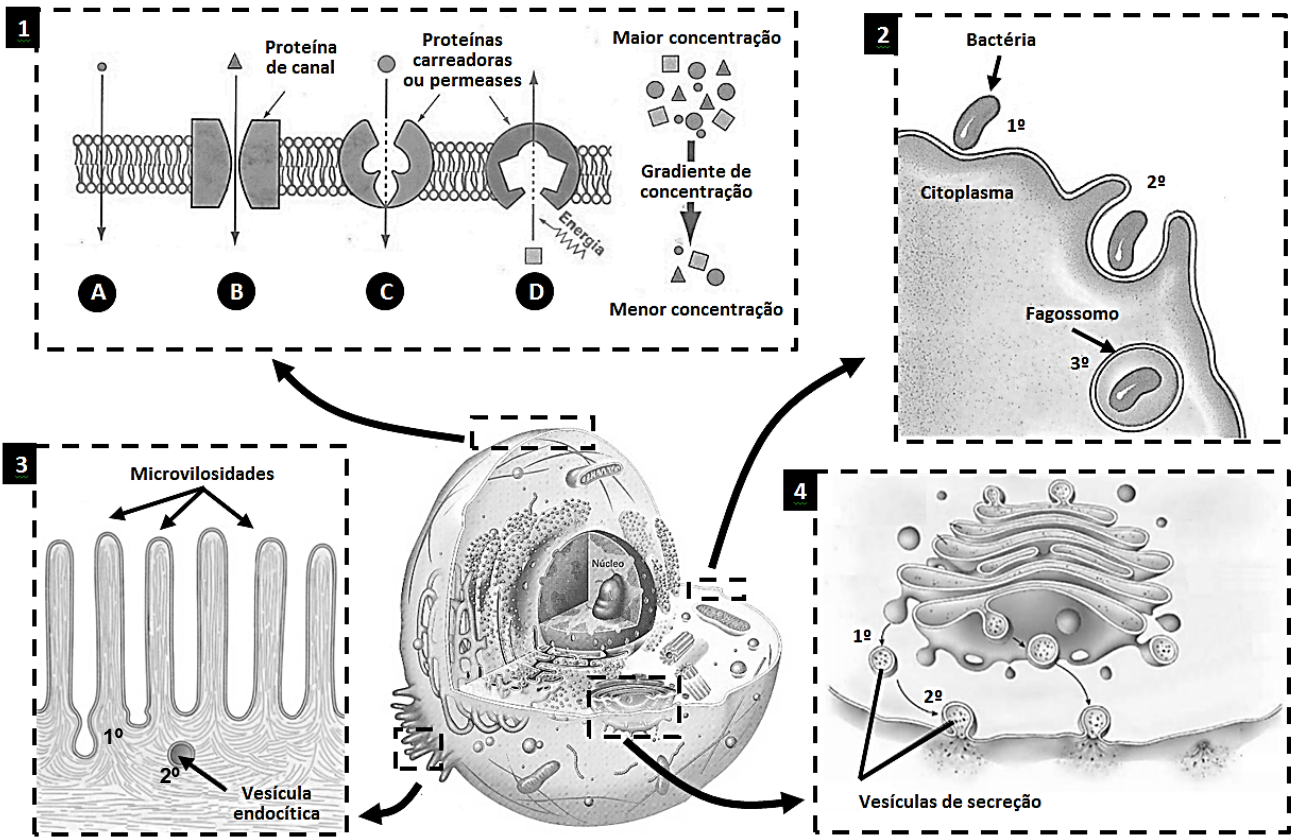 1
Proteína
de canal
Proteínas
carreadoras
ou permeases
Maior concentração
Gradiente de
concentração
Menor concentração
Energia
A
B
C
D
2
Bactéria
1º
2º
Citoplasma
Fagossomo
3º
3
Microvilosidades
1º
2º
Vesícula
endocítica
Núcleo
4
1º
2º
Vesículas de secreção